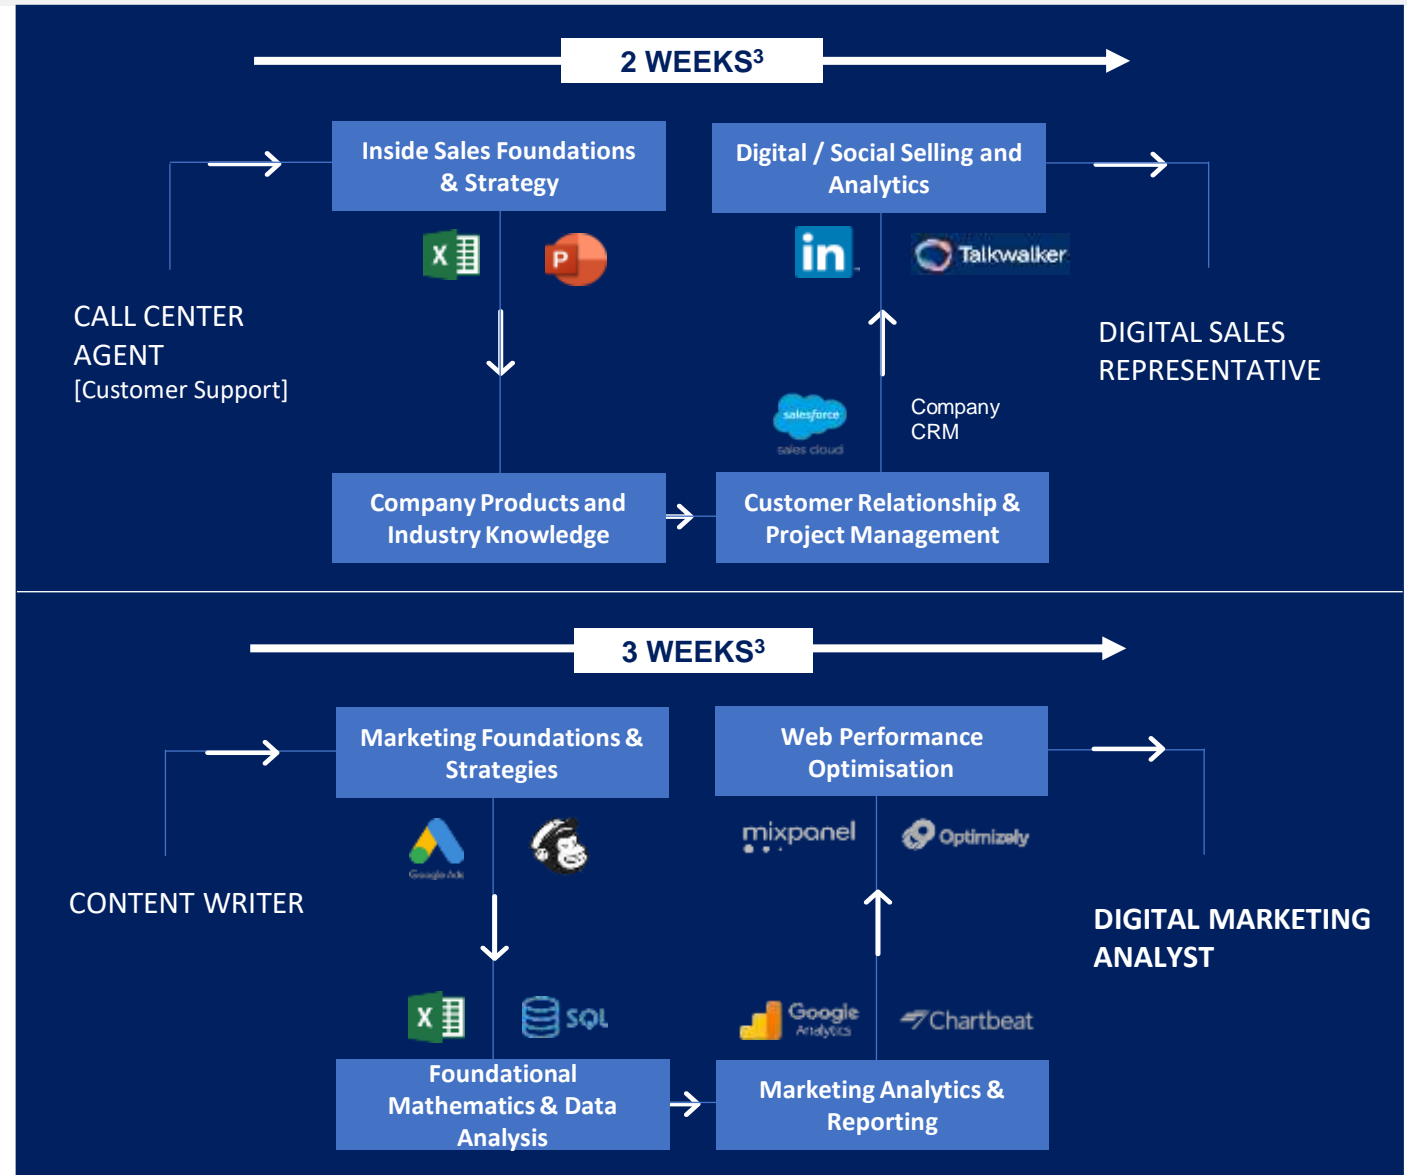 2 WEEKS³
Inside Sales Foundations
& Strategy
Digital / Social Selling and
Analytics
X
P
in
Talkwalker
CALL CENTER
AGENT
[Customer Support]
DIGITAL SALES
REPRESENTATIVE
salesforce
sales cloud
Company
CRM
Company Products and
Industry Knowledge
Customer Relationship &
Project Management
3 WEEKS³
Marketing Foundations &
Strategies
Web Performance
Optimisation
Google Ads
mixpanel
Optimizely
CONTENT WRITER
DIGITAL MARKETING
ANALYST
X
SQL
Google
Analytics
Chartbeat
Foundational
Mathematics & Data
Analysis
Marketing Analytics &
Reporting